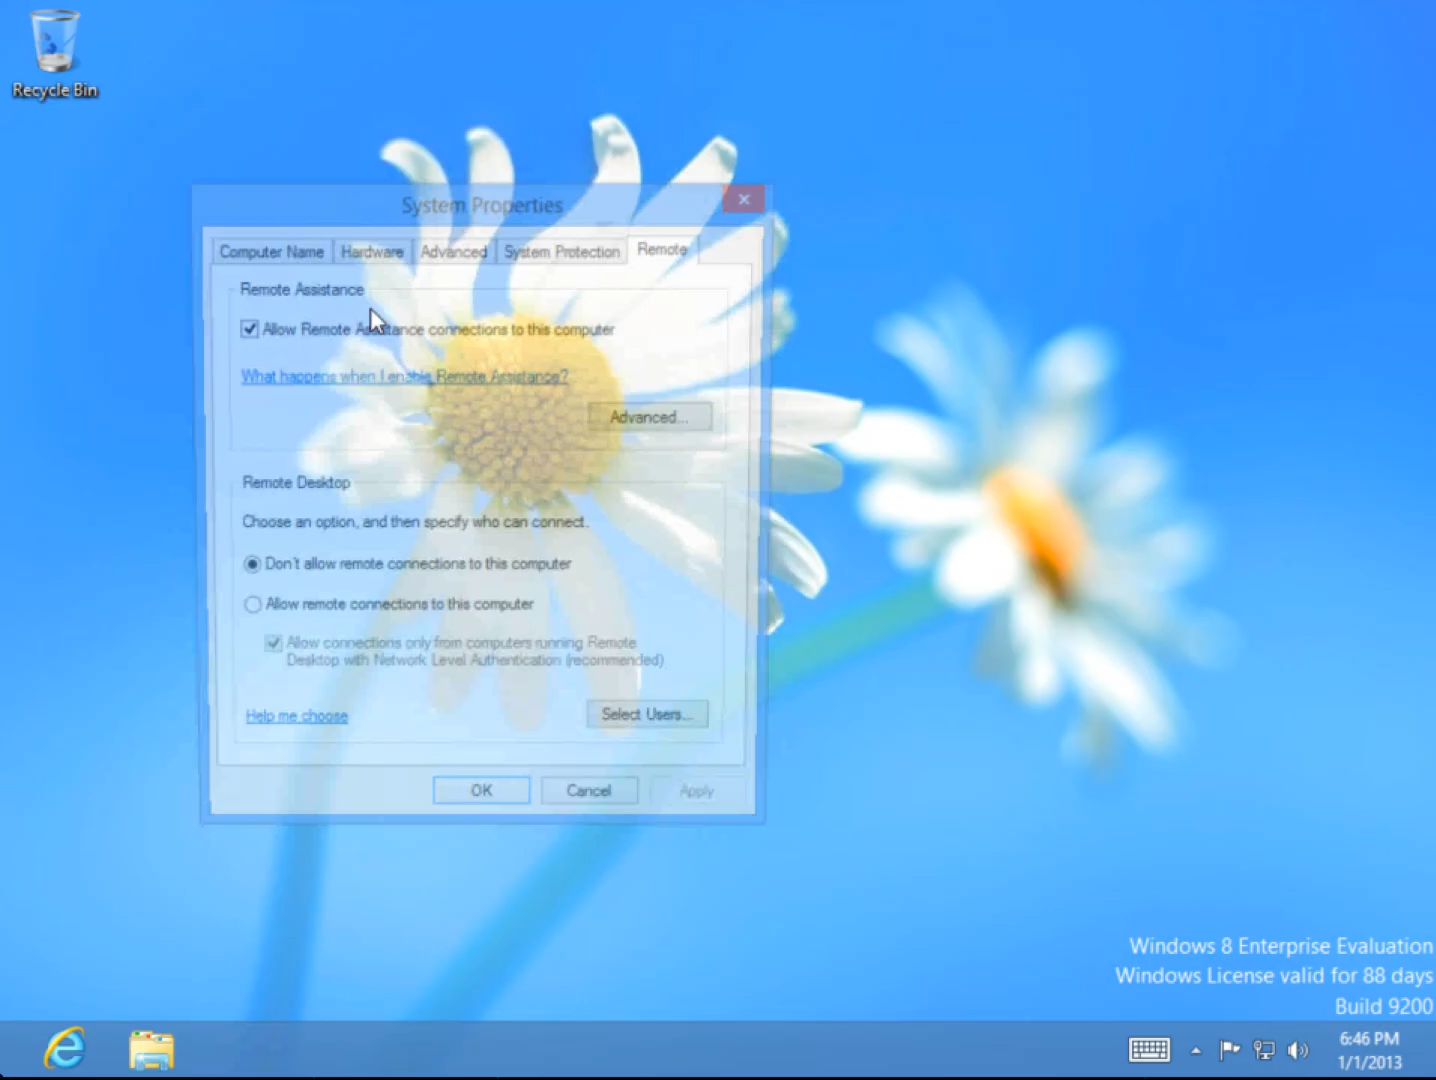 Recycle Bin
System Properties
Computer Name Hardware Advanced System Protection Remote
Remote Assistance
Allow Remote Assistance connections to this computer
What happens when I enable Remote Assistance?
Advanced...
Remote Desktop
Choose an option, and then specify who can connect.
Don't allow remote connections to this computer
Allow remote connections to this computer
Allow connections only from computers running Remote
Desktop with Network Level Authentication (recommended)
Help me choose
Select Users...
OK Cancel Apply
Windows 8 Enterprise Evaluation
Windows License valid for 88 days
Build 9200
6:46 PM
1/1/2013